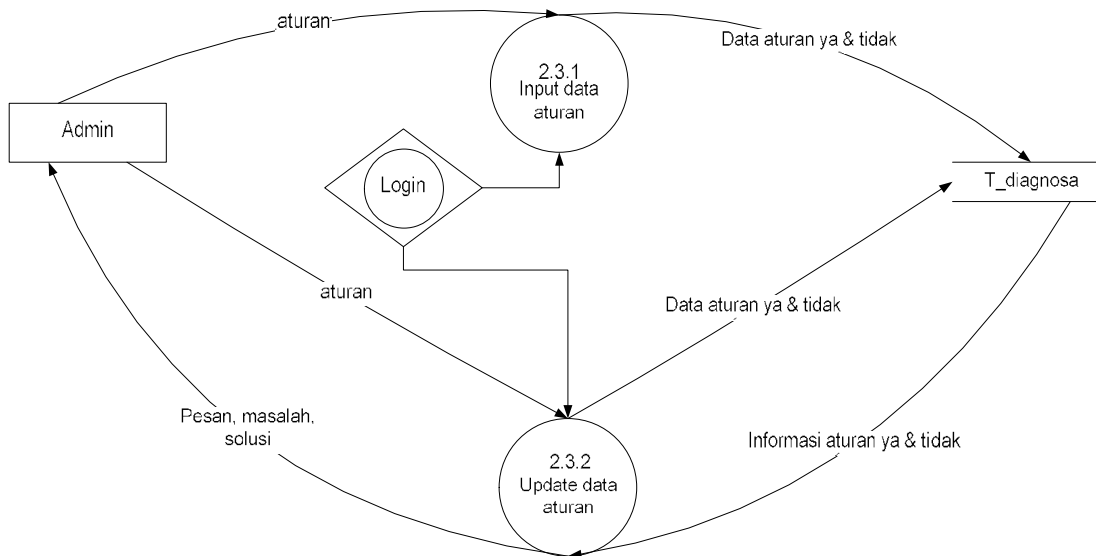 aturan
Data aturan ya & tidak
2.3.1
Input data
aturan
Admin
Login
T_diagnosa
aturan
Data aturan ya & tidak
Pesan, masalah,
solusi
Informasi aturan ya & tidak
2.3.2
Update data
aturan